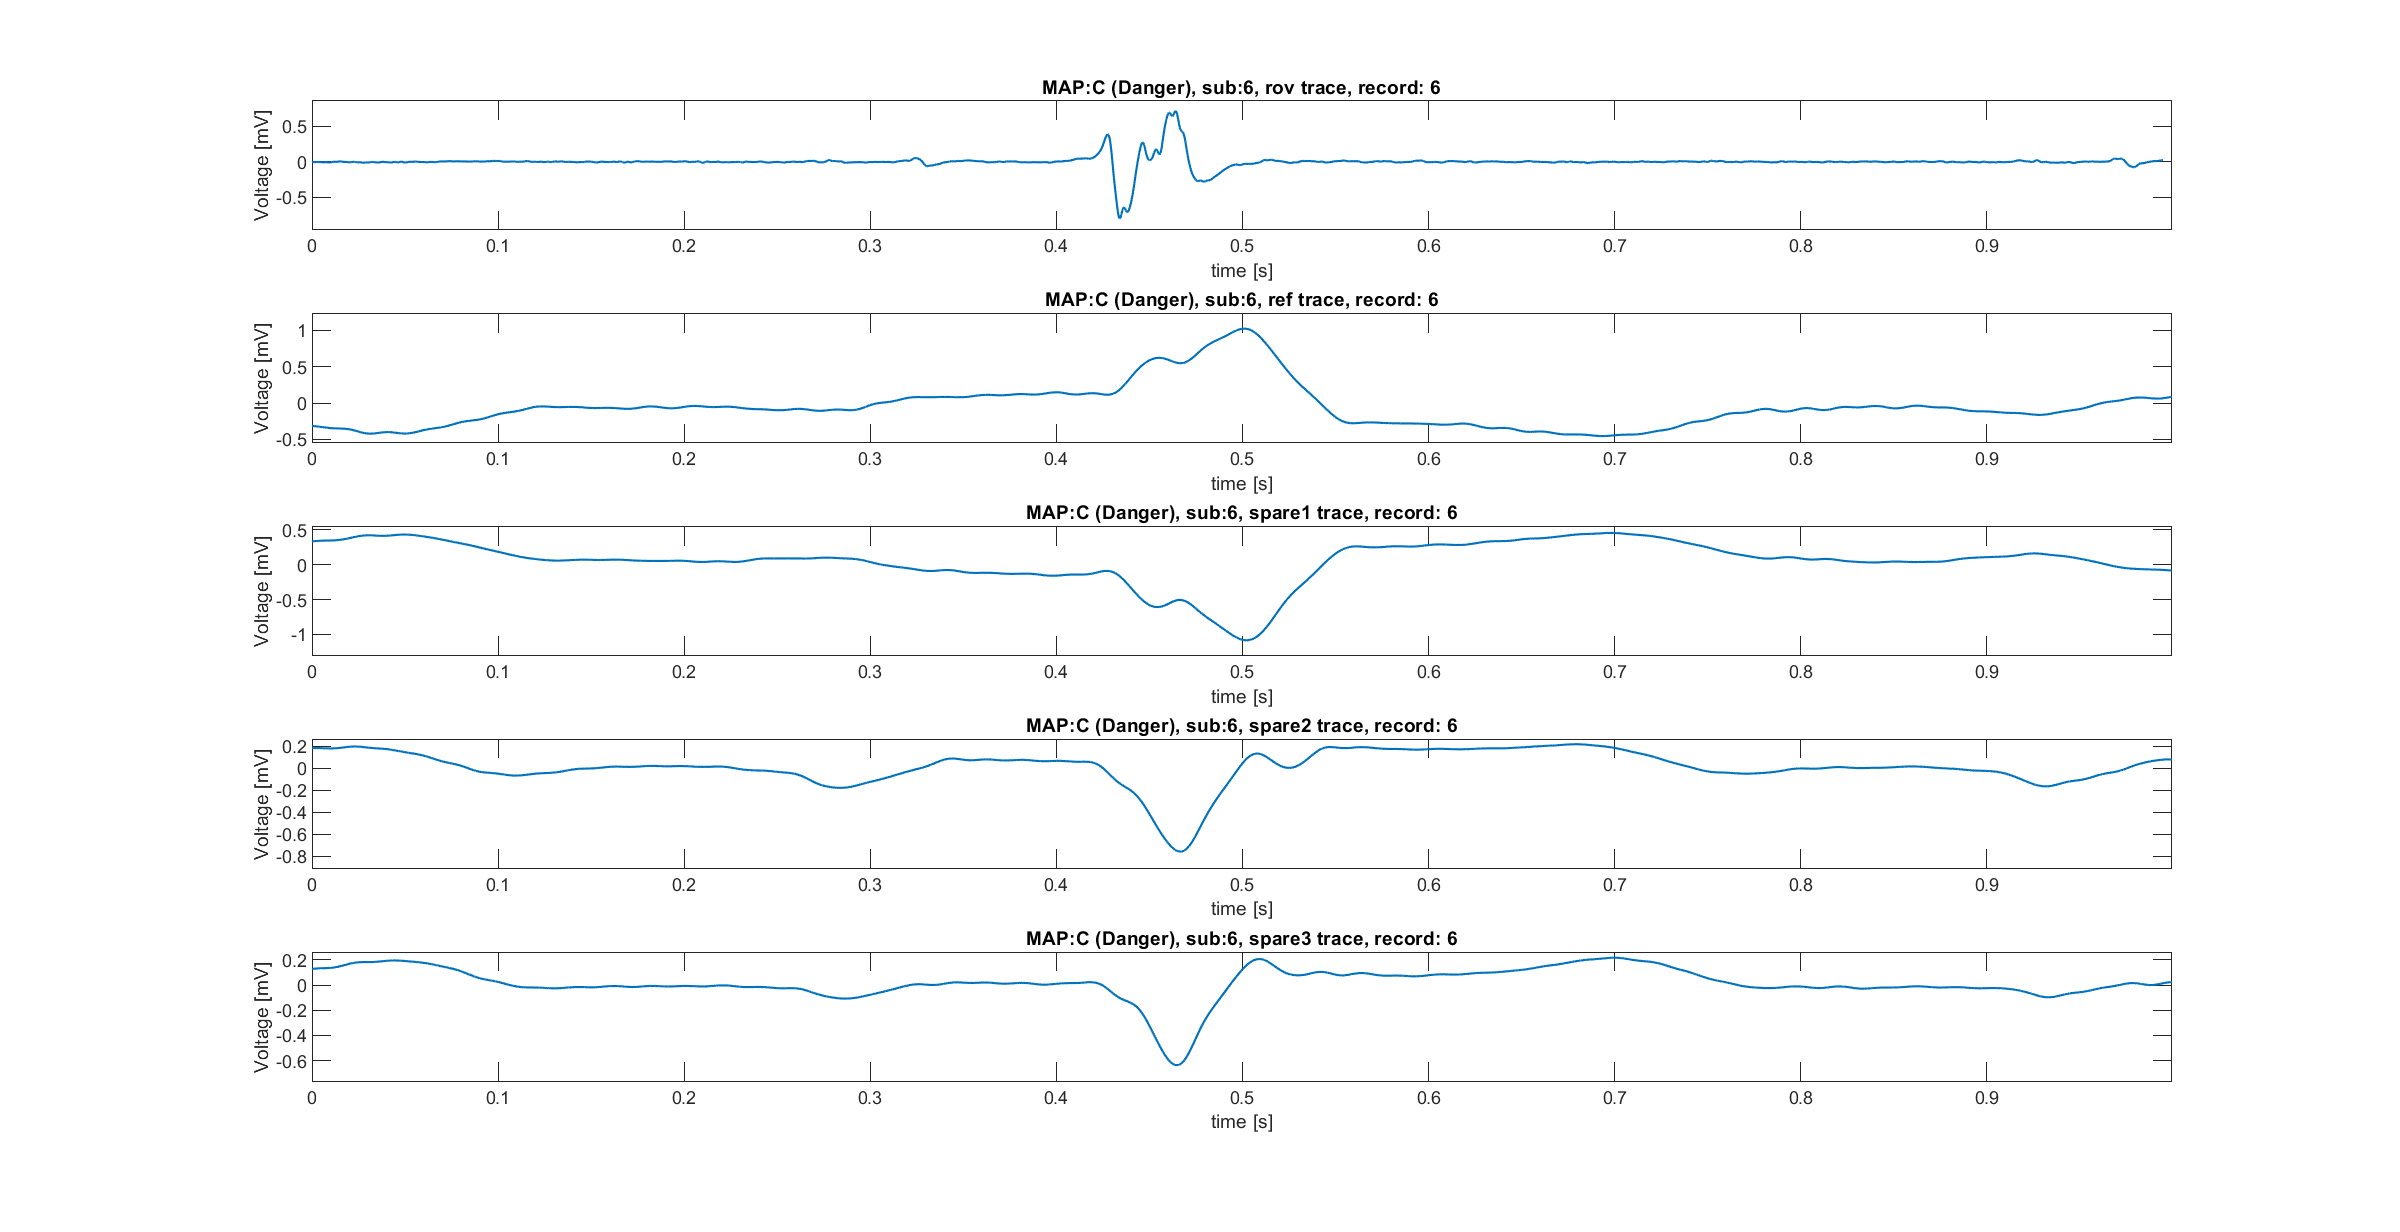 MAP:C (Danger), sub:6, rov trace, record: 6
Voltage [mV]
0.5
0
-0.5
0 0.1 0.2 0.3 0.4 0.5 0.6 0.7 0.8 0.9
time [s]
MAP:C (Danger), sub:6, ref trace, record: 6
Voltage [mV]
1
0.5
0
-0.5
0 0.1 0.2 0.3 0.4 0.5 0.6 0.7 0.8 0.9
time [s]
MAP:C (Danger), sub:6, spare1 trace, record: 6
Voltage [mV]
0.5
0
-0.5
-1
0 0.1 0.2 0.3 0.4 0.5 0.6 0.7 0.8 0.9
time [s]
MAP:C (Danger), sub:6, spare2 trace, record: 6
Voltage [mV]
0.2
0
-0.2
-0.4
-0.6
-0.8
0 0.1 0.2 0.3 0.4 0.5 0.6 0.7 0.8 0.9
time [s]
MAP:C (Danger), sub:6, spare3 trace, record: 6
Voltage [mV]
0.2
0
-0.2
-0.4
-0.6
0 0.1 0.2 0.3 0.4 0.5 0.6 0.7 0.8 0.9
time [s]